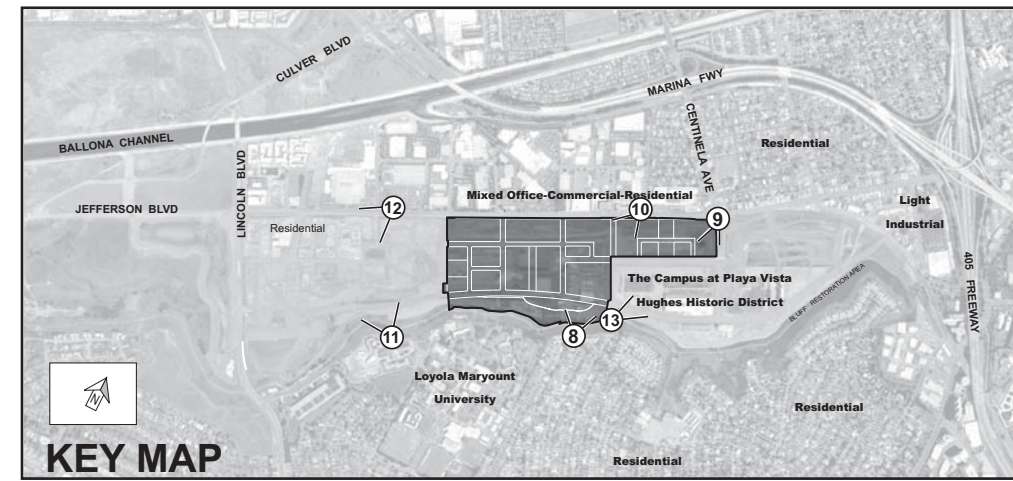 CULVER BLVD
MARINA FWY
BALLONA CHANNEL
CENTINELA AVE
Residential
LINCOLN BLVD
Mixed Office-Commercial-Residential
Light
Industrial
JEFFERSON BLVD
12
10
9
Residential
405 FREEWAY
The Campus at Playa Vista
Hughes Historic District
BLUFF RESTORATION AREA
11
8
13
Loyola Maryount
University
Residential
N
KEY MAP
Residential